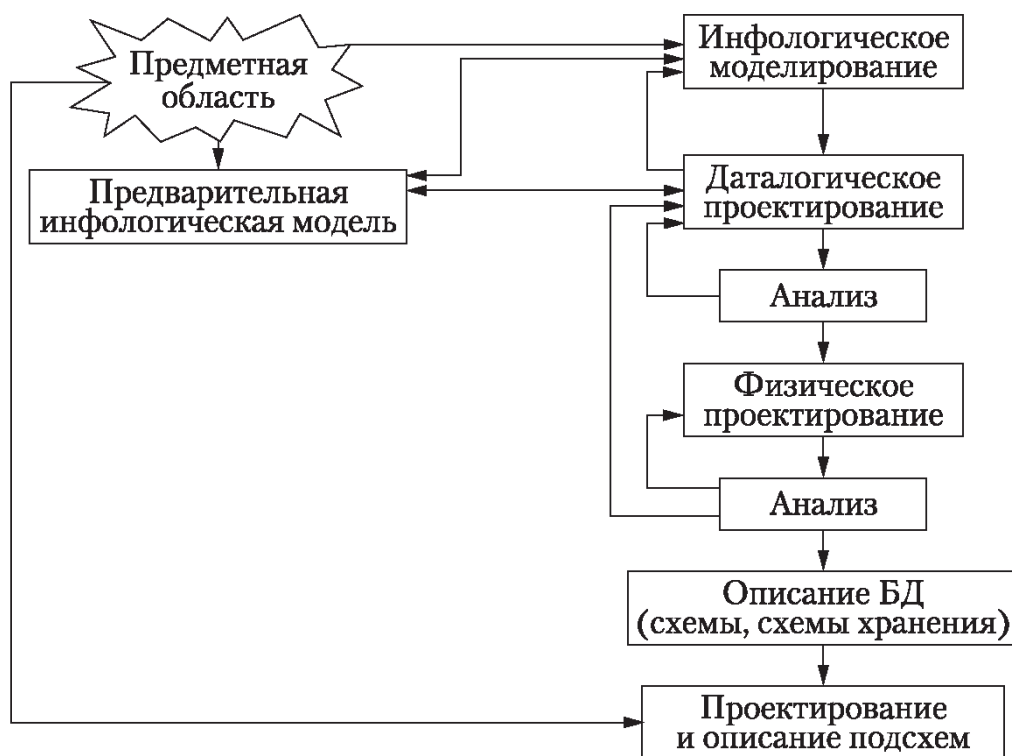 Предметная
область
Инфологическое
моделирование
Предварительная
инфологическая модель
Даталогическое
проектирование
Анализ
Физическое
проектирование
Анализ
Описание БД
(схемы, схемы хранения)
Проектирование
и описание подсхем